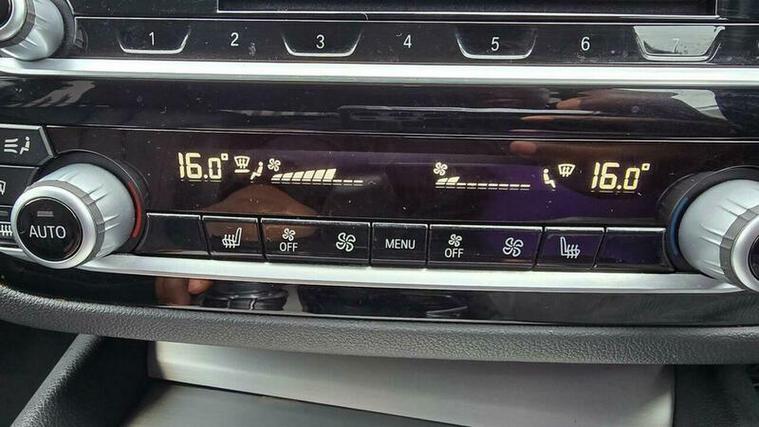 1 2 3 4 5 6 7
16.0° 16.0°
AUTO
OFF MENU OFF